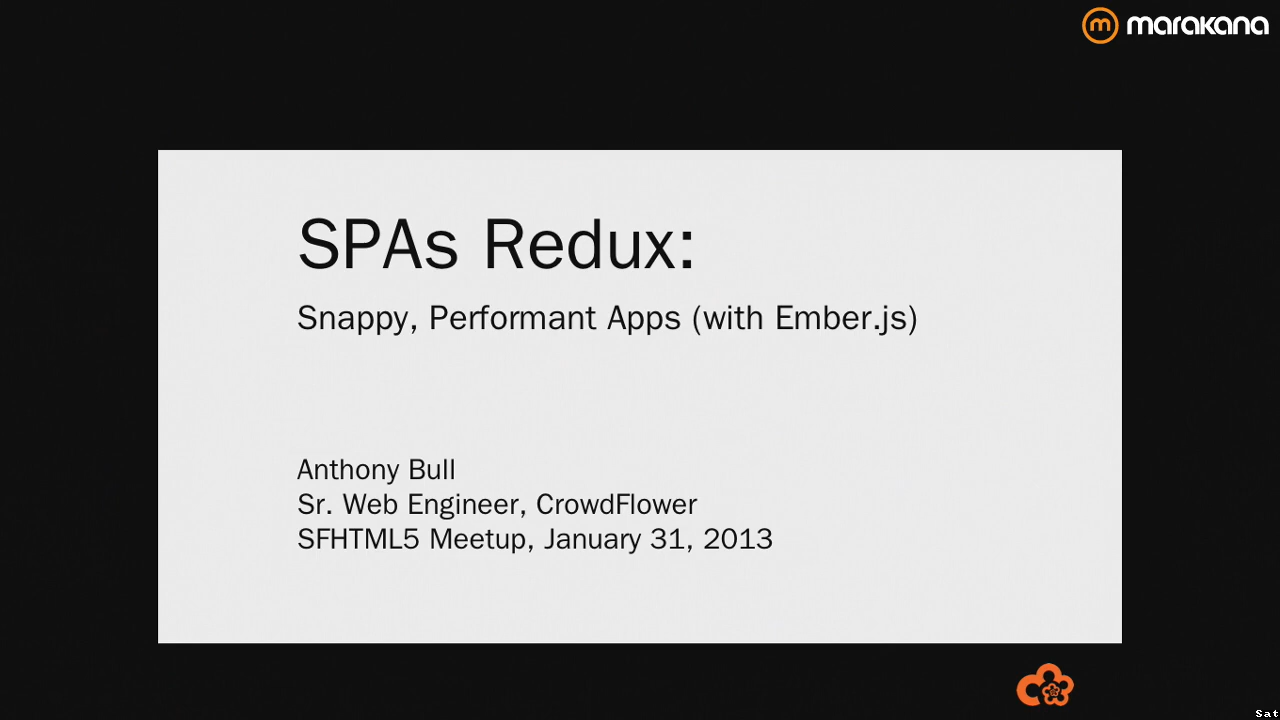 marakana
SPAs Redux:
Snappy, Performant Apps (with Ember.js)
Anthony Bull
Sr. Web Engineer, CrowdFlower
SFHTML5 Meetup, January 31, 2013
Sat